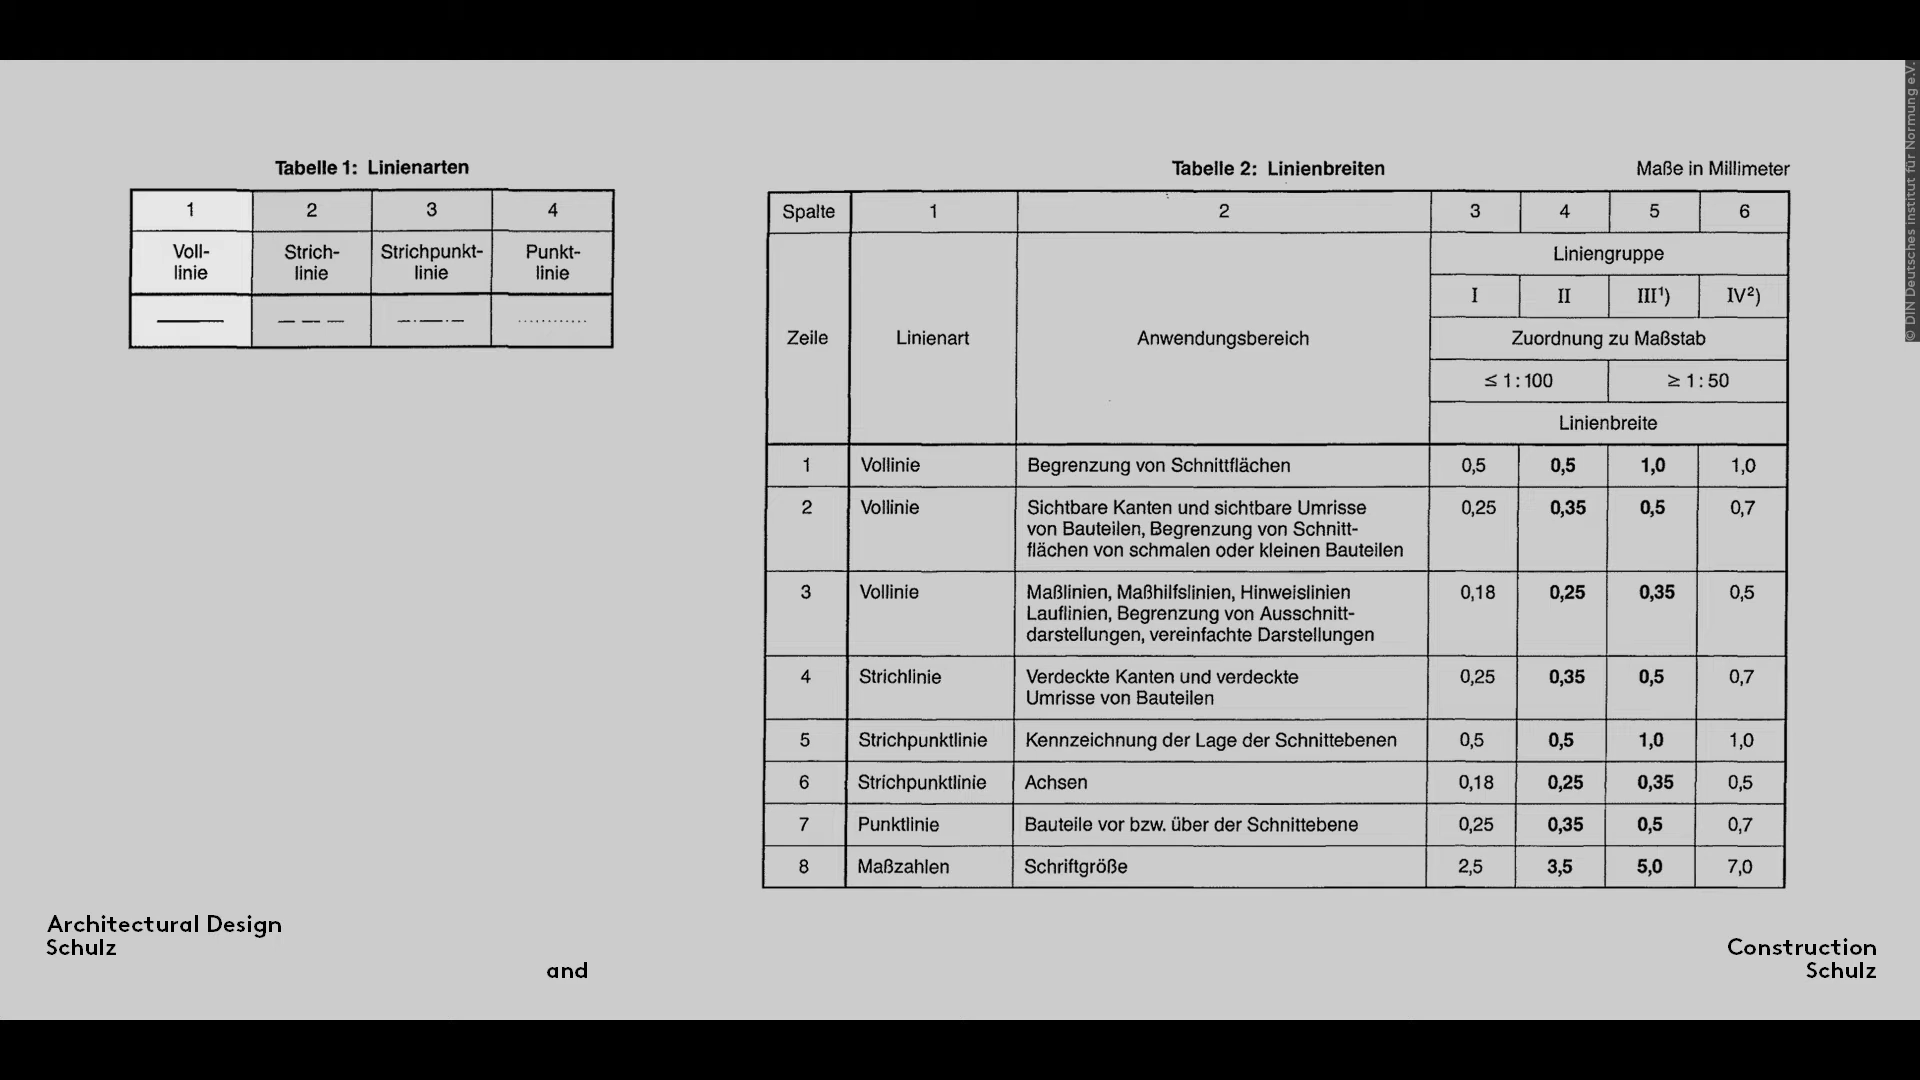 Tabelle 1: Linienarten
1 2 3 4
Voll-
linie
Strich-
linie
Strichpunkt-
linie
Punkt-
linie
Tabelle 2: Linienbreiten Maße in Millimeter
Spalte 1 2 3 4 5 6
Liniengruppe
I II III¹) IV²)
Zeile Linienart Anwendungsbereich Zuordnung zu Maßstab
≤ 1 : 100 ≥ 1 : 50
Linienbreite
1 Vollinie Begrenzung von Schnittflächen 0,5 0,5 1,0 1,0
2 Vollinie Sichtbare Kanten und sichtbare Umrisse 0,25 0,35 0,5 0,7
von Bauteilen, Begrenzung von Schnitt-
flächen von schmalen oder kleinen Bauteilen
3 Vollinie Maßlinien, Maßhilfslinien, Hinweislinien 0,18 0,25 0,35 0,5
Lauflinien, Begrenzung von Ausschnitt-
darstellungen, vereinfachte Darstellungen
4 Strichlinie Verdeckte Kanten und verdeckte 0,25 0,35 0,5 0,7
Umrisse von Bauteilen
5 Strichpunktlinie Kennzeichnung der Lage der Schnittebenen 0,5 0,5 1,0 1,0
6 Strichpunktlinie Achsen 0,18 0,25 0,35 0,5
7 Punktlinie Bauteile vor bzw. über der Schnittebene 0,25 0,35 0,5 0,7
8 Maßzahlen Schriftgröße 2,5 3,5 5,0 7,0
© DIN Deutsches institut für Normung e.V.
Architectural Design
Schulz
and
Construction
Schulz